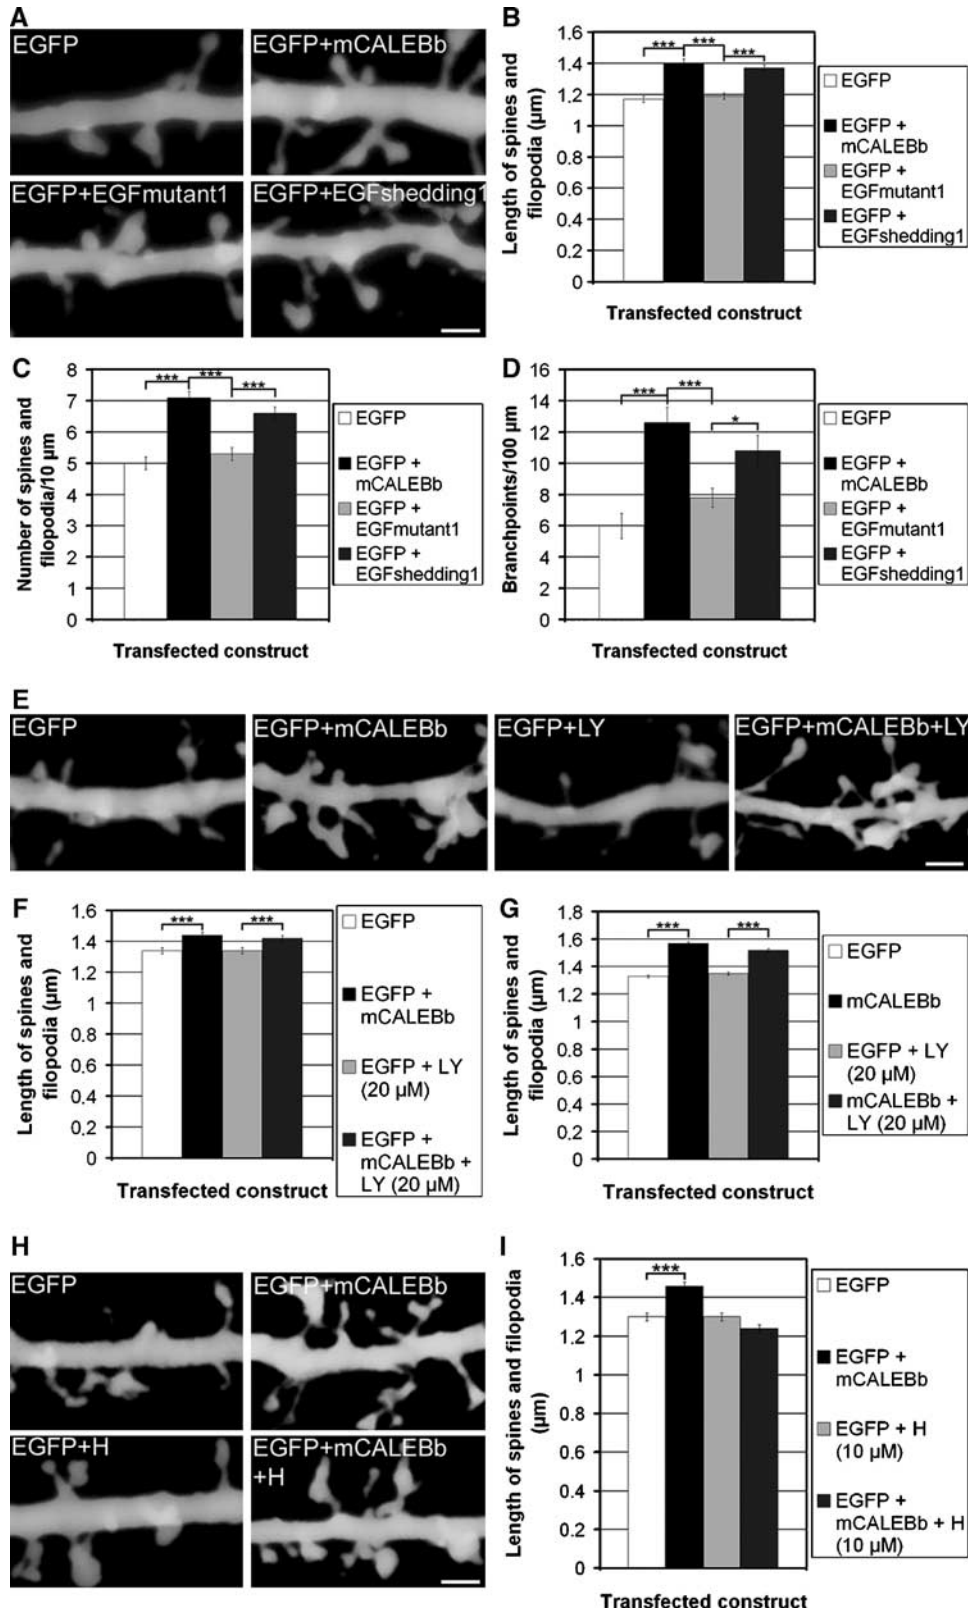 A
EGFP
EGFP+mCALEBb
EGFP+EGFmutant1
EGFP+EGFshedding1
B
Length of spines and
filopodia (µm)
1.6
1.4
1.2
1
0.8
0.6
0.4
0.2
0
***
***
***
Transfected construct
EGFP
EGFP +
mCALEBb
EGFP +
EGFmutant1
EGFP +
EGFshedding1
C
Number of spines and
filopodia/10 µm
8
7
6
5
4
3
2
1
0
***
***
***
Transfected construct
EGFP
EGFP +
mCALEBb
EGFP +
EGFmutant1
EGFP +
EGFshedding1
D
Branchpoints/100 µm
16
14
12
10
8
6
4
2
0
***
***
*
Transfected construct
EGFP
EGFP +
mCALEBb
EGFP +
EGFmutant1
EGFP +
EGFshedding1
E
EGFP
EGFP+mCALEBb
EGFP+LY
EGFP+mCALEBb+LY
F
Length of spines and
filopodia (µm)
1.6
1.4
1.2
1
0.8
0.6
0.4
0.2
0
***
***
Transfected construct
EGFP
EGFP +
mCALEBb
EGFP + LY
(20 µM)
EGFP +
mCALEBb +
LY (20 µM)
G
Length of spines and
filopodia (µm)
1.8
1.6
1.4
1.2
1
0.8
0.6
0.4
0.2
0
***
***
Transfected construct
EGFP
mCALEBb
EGFP + LY
(20 µM)
mCALEBb +
LY (20 µM)
H
EGFP
EGFP+mCALEBb
EGFP+H
EGFP+mCALEBb
+H
I
Length of spines and filopodia
(µm)
1.6
1.4
1.2
1
0.8
0.6
0.4
0.2
0
***
Transfected construct
EGFP
EGFP +
mCALEBb
EGFP + H
(10 µM)
EGFP +
mCALEBb + H
(10 µM)